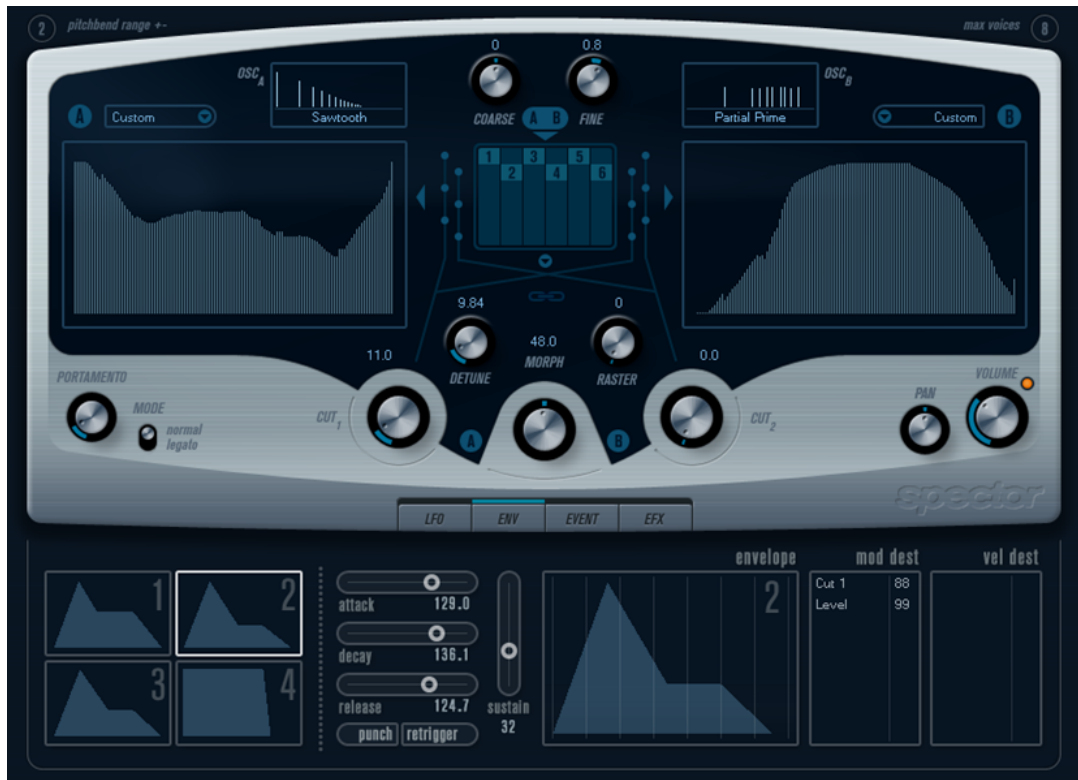 2 pitchbend range +-
max voices 8
0 0.8
OSC A
OSC B
A Custom
Sawtooth
COARSE A B FINE
Partial Prime
Custom B
1 2 3 4 5 6
9.84
0
48.0
11.0
MORPH
0.0
DETUNE
RASTER
PORTAMENTO
VOLUME
MODE
PAN
normal
legato
CUT 1
A
B
CUT 2
spector
LFO ENV EVENT EFX
envelope mod dest vel dest
1 2
3 4
attack 129.0
decay 136.1
release 124.7
punch retrigger
sustain
32
2
Cut 1 88
Level 99